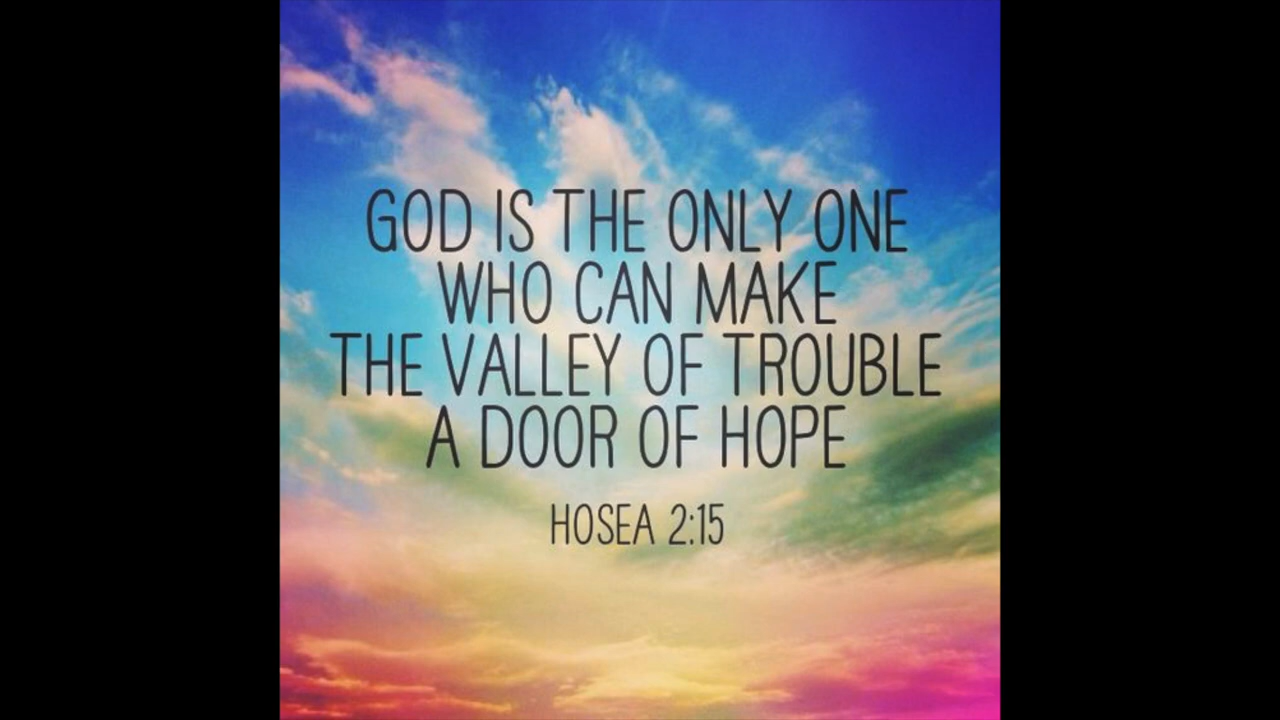 GOD IS THE ONLY ONE
WHO CAN MAKE
THE VALLEY OF TROUBLE
A DOOR OF HOPE
HOSEA 2:15